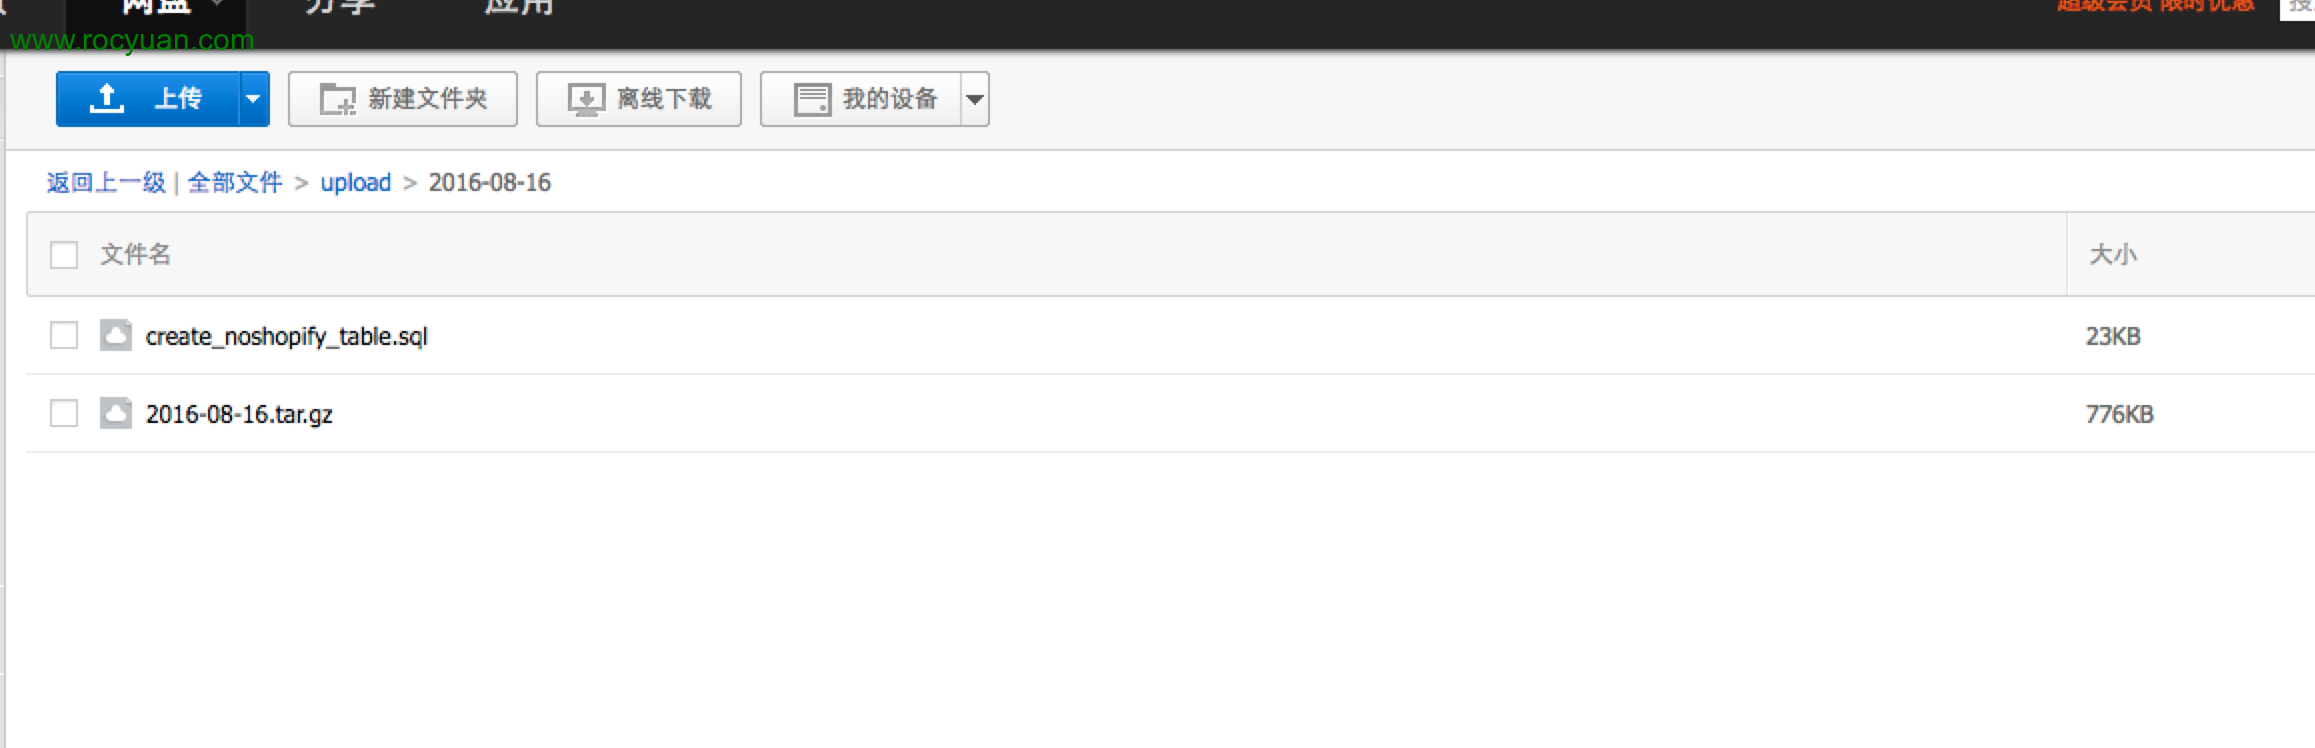 网盘 分享 应用 超级会员 限时优惠
www.rocyuan.com
上传 新建文件夹 离线下载 我的设备
返回上一级 | 全部文件 > upload > 2016-08-16
文件名 大小
create_noshopify_table.sql 23KB
2016-08-16.tar.gz 776KB